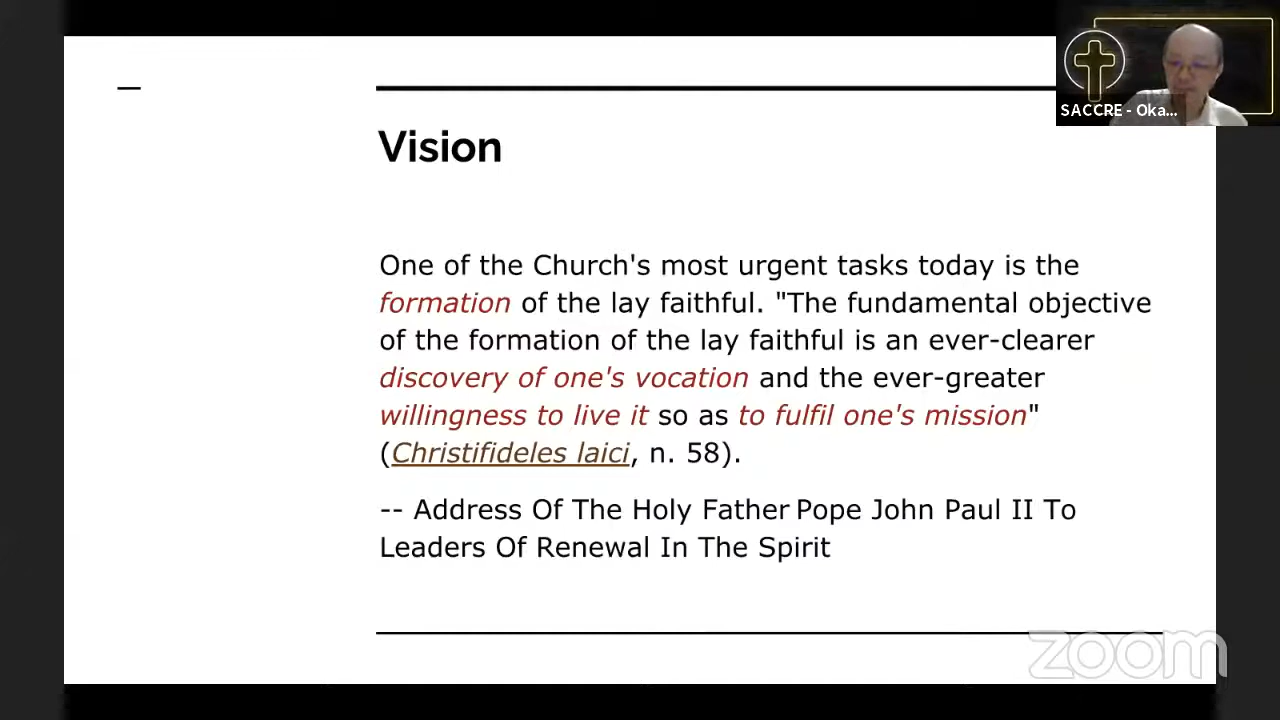 SACCRE - Oka...
Vision
One of the Church's most urgent tasks today is the
formation of the lay faithful. "The fundamental objective
of the formation of the lay faithful is an ever-clearer
discovery of one's vocation and the ever-greater
willingness to live it so as to fulfil one's mission"
(Christifideles laici, n. 58).
-- Address Of The Holy Father Pope John Paul II To
Leaders Of Renewal In The Spirit
zoom